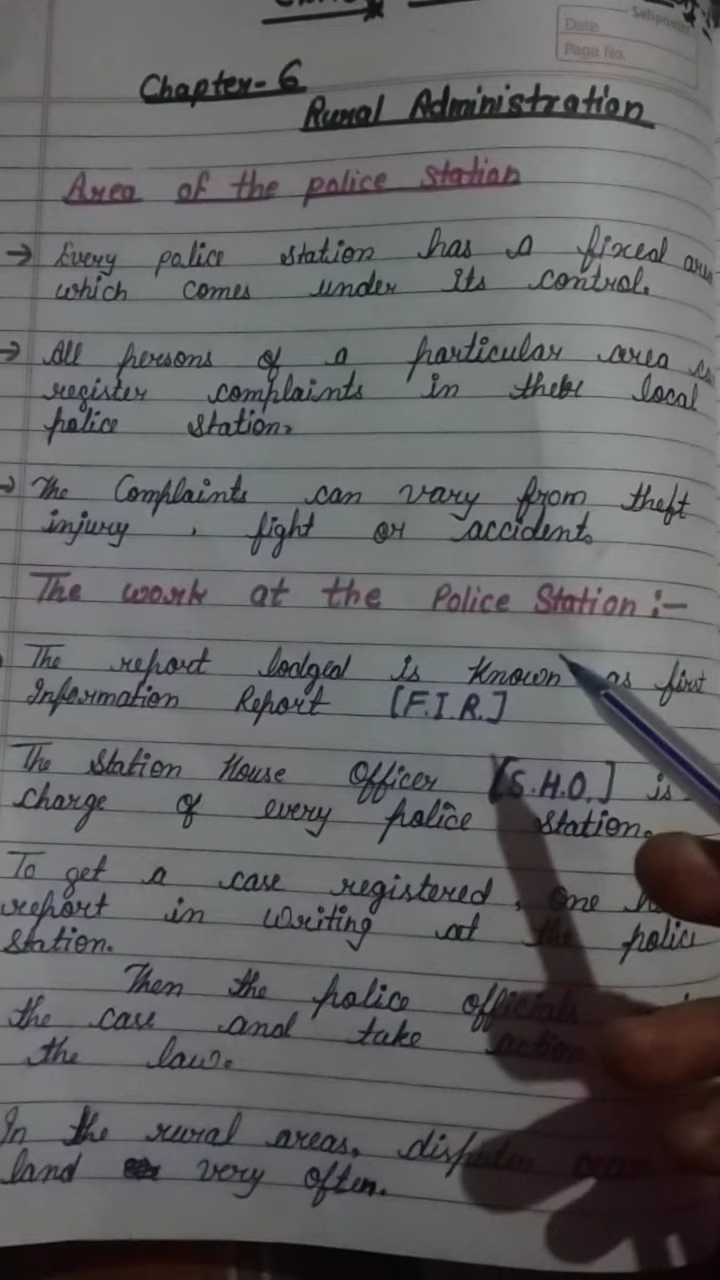 Date
Page No.
Chapter-6
Rural Administration
Area of the police station
→ Every police station has a fixed
which comes under its control.
→ All persons of a particular area
register complaints in their local
police station.
→ The Complaints can vary from theft
injury, fight or accident.
The work at the Police Station :-
The report lodged is known as first
Information Report [F.I.R.]
The Station House Officer [S.H.O.] is
charge of every police station.
To get a case registered, one
report in writing at the police
station.
Then the police officials
the case and take action
the law.
In the rural areas, disputes occur
land very often.